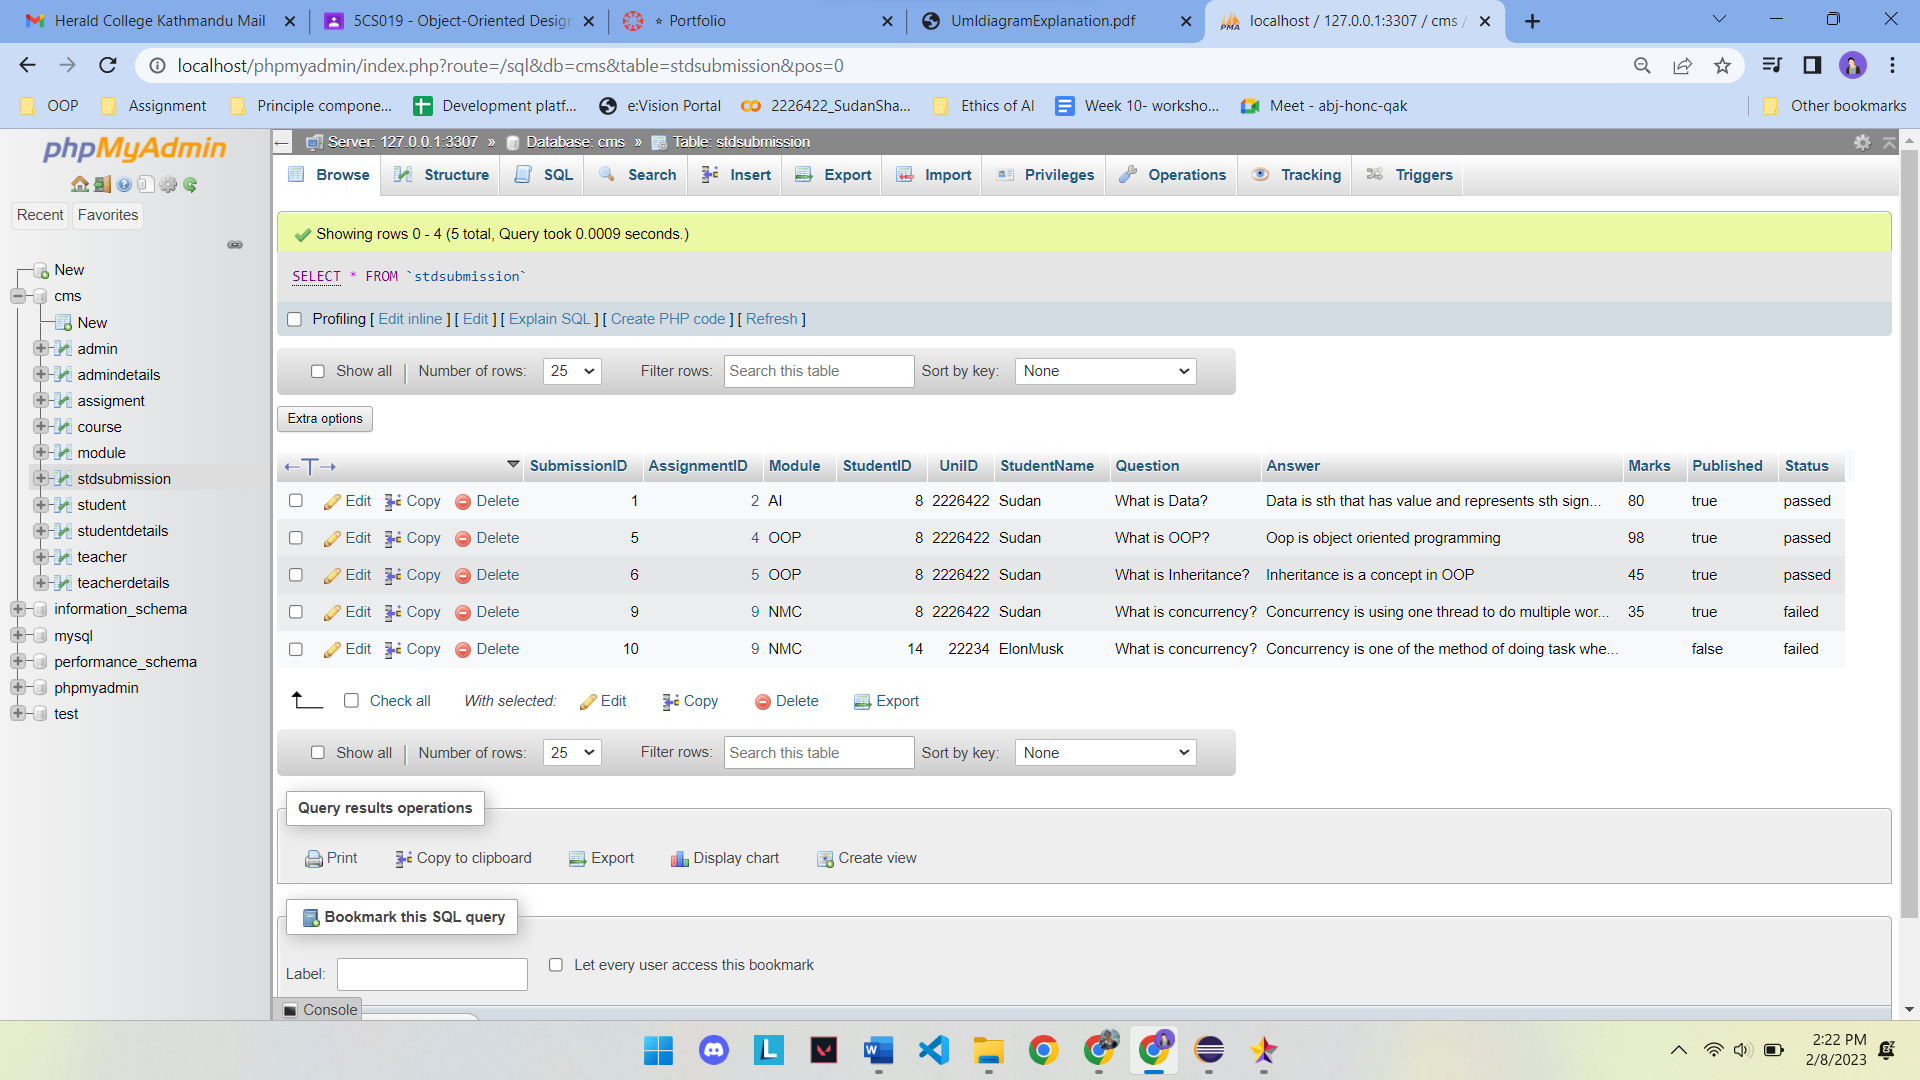 Herald College Kathmandu Mail
5CS019 - Object-Oriented Design
Portfolio
UmldiagramExplanation.pdf
localhost / 127.0.0.1:3307 / cms /
localhost/phpmyadmin/index.php?route=/sql&db=cms&table=stdsubmission&pos=0
OOP
Assignment
Principle compone...
Development platf...
e:Vision Portal
2226422_SudanSha...
Ethics of AI
Week 10- worksho...
Meet - abj-honc-qak
Other bookmarks
phpMyAdmin
Recent
Favorites
New
cms
New
admin
admindetails
assigment
course
module
stdsubmission
student
studentdetails
teacher
teacherdetails
information_schema
mysql
performance_schema
phpmyadmin
test
Server: 127.0.0.1:3307 » Database: cms » Table: stdsubmission
Browse Structure SQL Search Insert Export Import Privileges Operations Tracking Triggers
Showing rows 0 - 4 (5 total, Query took 0.0009 seconds.)
SELECT * FROM `stdsubmission`
Profiling [ Edit inline ] [ Edit ] [ Explain SQL ] [ Create PHP code ] [ Refresh ]
Show all | Number of rows: 25 Filter rows: Search this table Sort by key: None
Extra options
←T→ SubmissionID AssignmentID Module StudentID UniID StudentName Question Answer Marks Published Status
Edit Copy Delete 1 2 AI 8 2226422 Sudan What is Data? Data is sth that has value and represents sth sign... 80 true passed
Edit Copy Delete 5 4 OOP 8 2226422 Sudan What is OOP? Oop is object oriented programming 98 true passed
Edit Copy Delete 6 5 OOP 8 2226422 Sudan What is Inheritance? Inheritance is a concept in OOP 45 true passed
Edit Copy Delete 9 9 NMC 8 2226422 Sudan What is concurrency? Concurrency is using one thread to do multiple wor... 35 true failed
Edit Copy Delete 10 9 NMC 14 22234 ElonMusk What is concurrency? Concurrency is one of the method of doing task whe... false failed
Check all With selected: Edit Copy Delete Export
Show all | Number of rows: 25 Filter rows: Search this table Sort by key: None
Query results operations
Print Copy to clipboard Export Display chart Create view
Bookmark this SQL query
Label: Let every user access this bookmark
Console
2:22 PM
2/8/2023